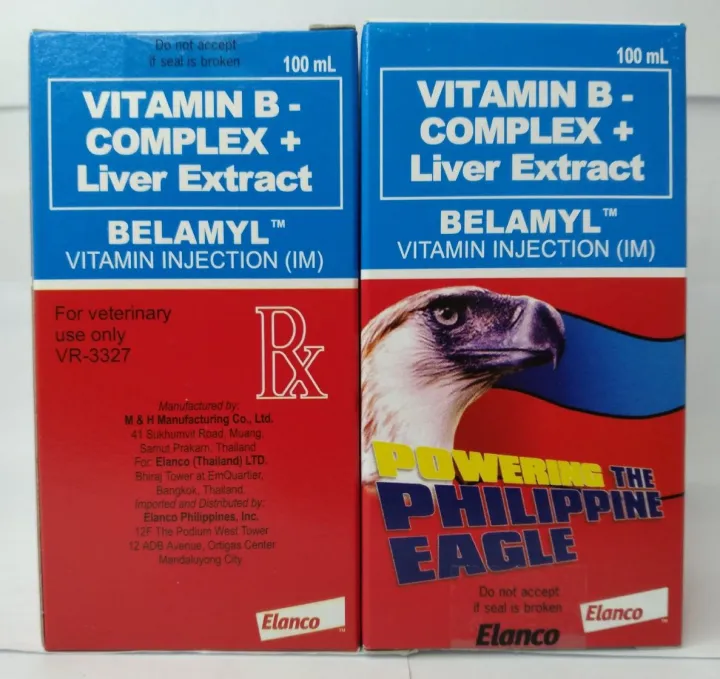 Do not accept
if seal is broken
100 mL
VITAMIN B -
COMPLEX +
Liver Extract
BELAMYL™
VITAMIN INJECTION (IM)
For veterinary
use only
VR-3327
Rx
Manufactured by:
M & H Manufacturing Co., Ltd.
41 Sukhumvit Road, Muang,
Samut Prakarn, Thailand
For: Elanco (Thailand) LTD.
Bhiraj Tower at EmQuartier,
Bangkok, Thailand.
Imported and Distributed by:
Elanco Philippines, Inc.
12F The Podium West Tower
12 ADB Avenue, Ortigas Center
Mandaluyong City
Elanco™
100 mL
VITAMIN B -
COMPLEX +
Liver Extract
BELAMYL™
VITAMIN INJECTION (IM)
POWERING THE
PHILIPPINE
EAGLE
Do not accept
if seal is broken
Elanco
Elanco™